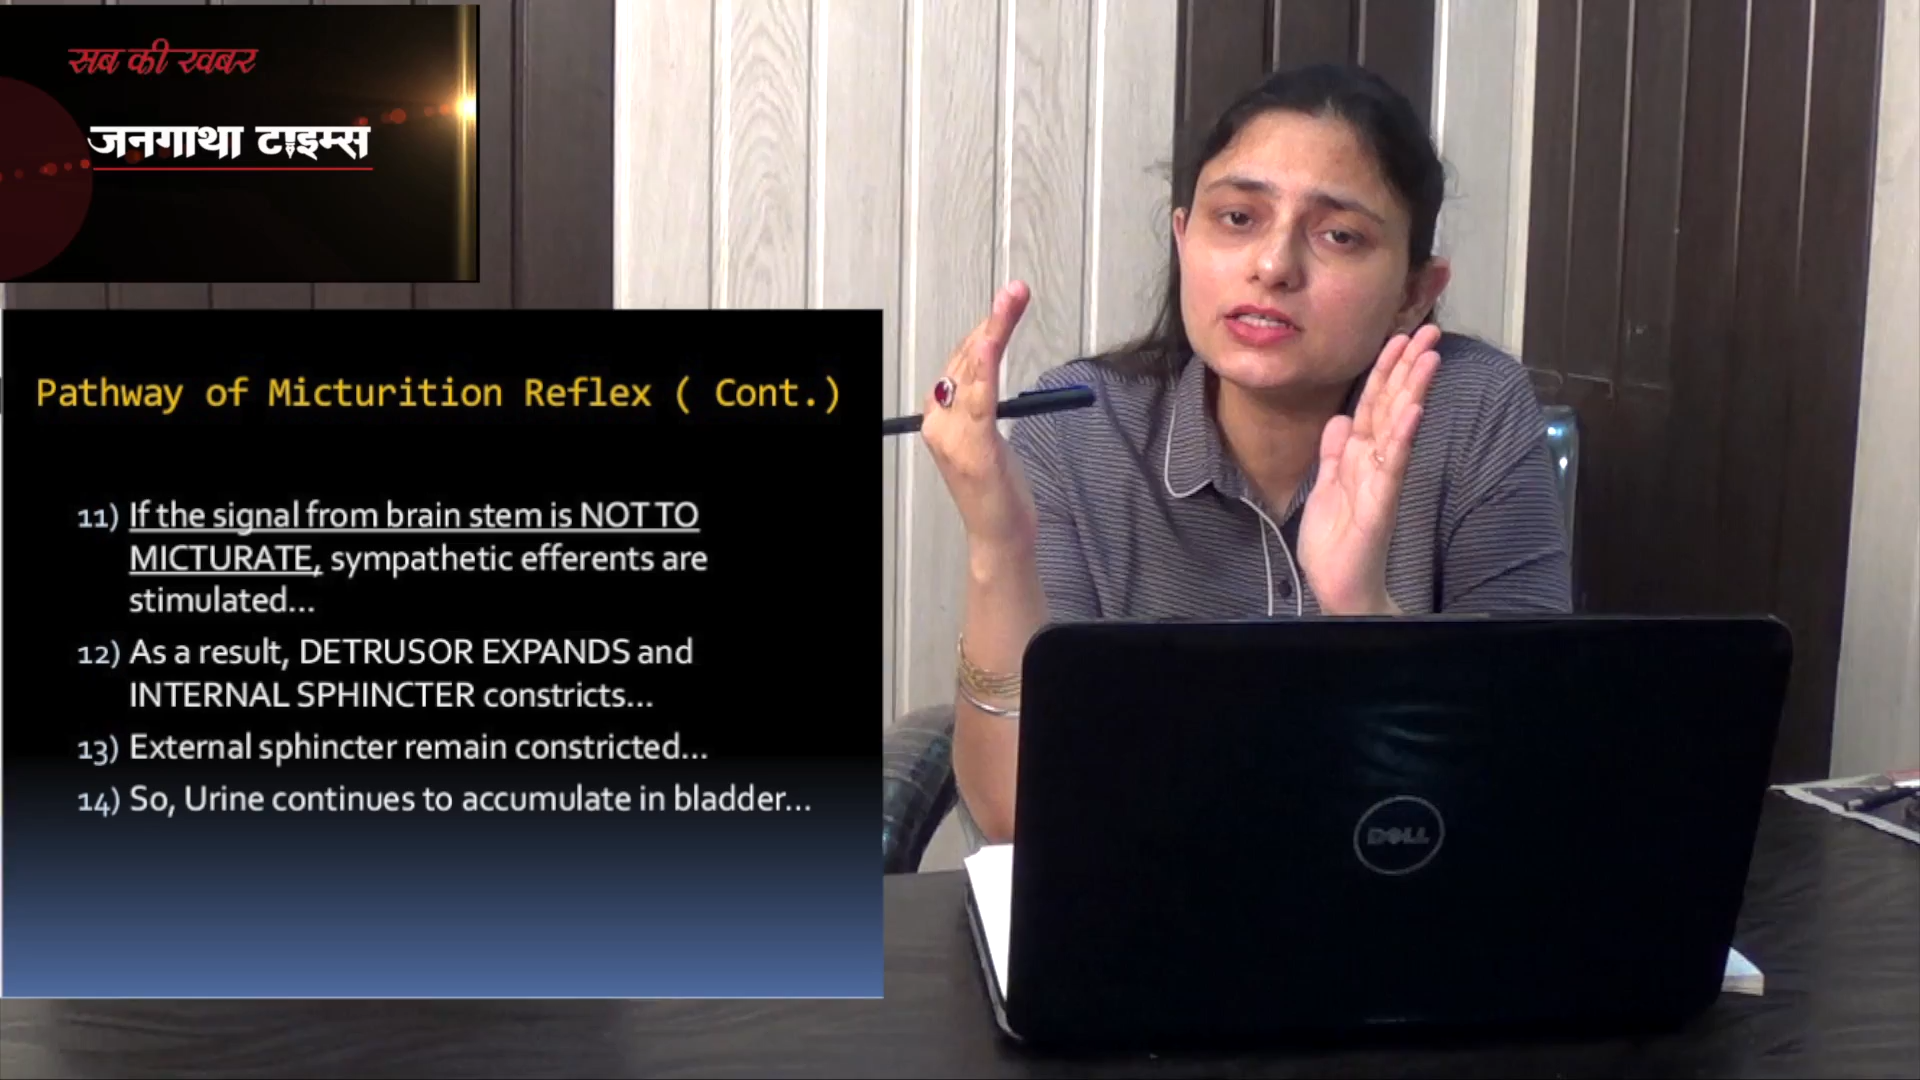 सब की खबर
जनगाथा टाइम्स
Pathway of Micturition Reflex ( Cont.)
11) If the signal from brain stem is NOT TO
MICTURATE, sympathetic efferents are
stimulated...
12) As a result, DETRUSOR EXPANDS and
INTERNAL SPHINCTER constricts...
13) External sphincter remain constricted...
14) So, Urine continues to accumulate in bladder...
DELL